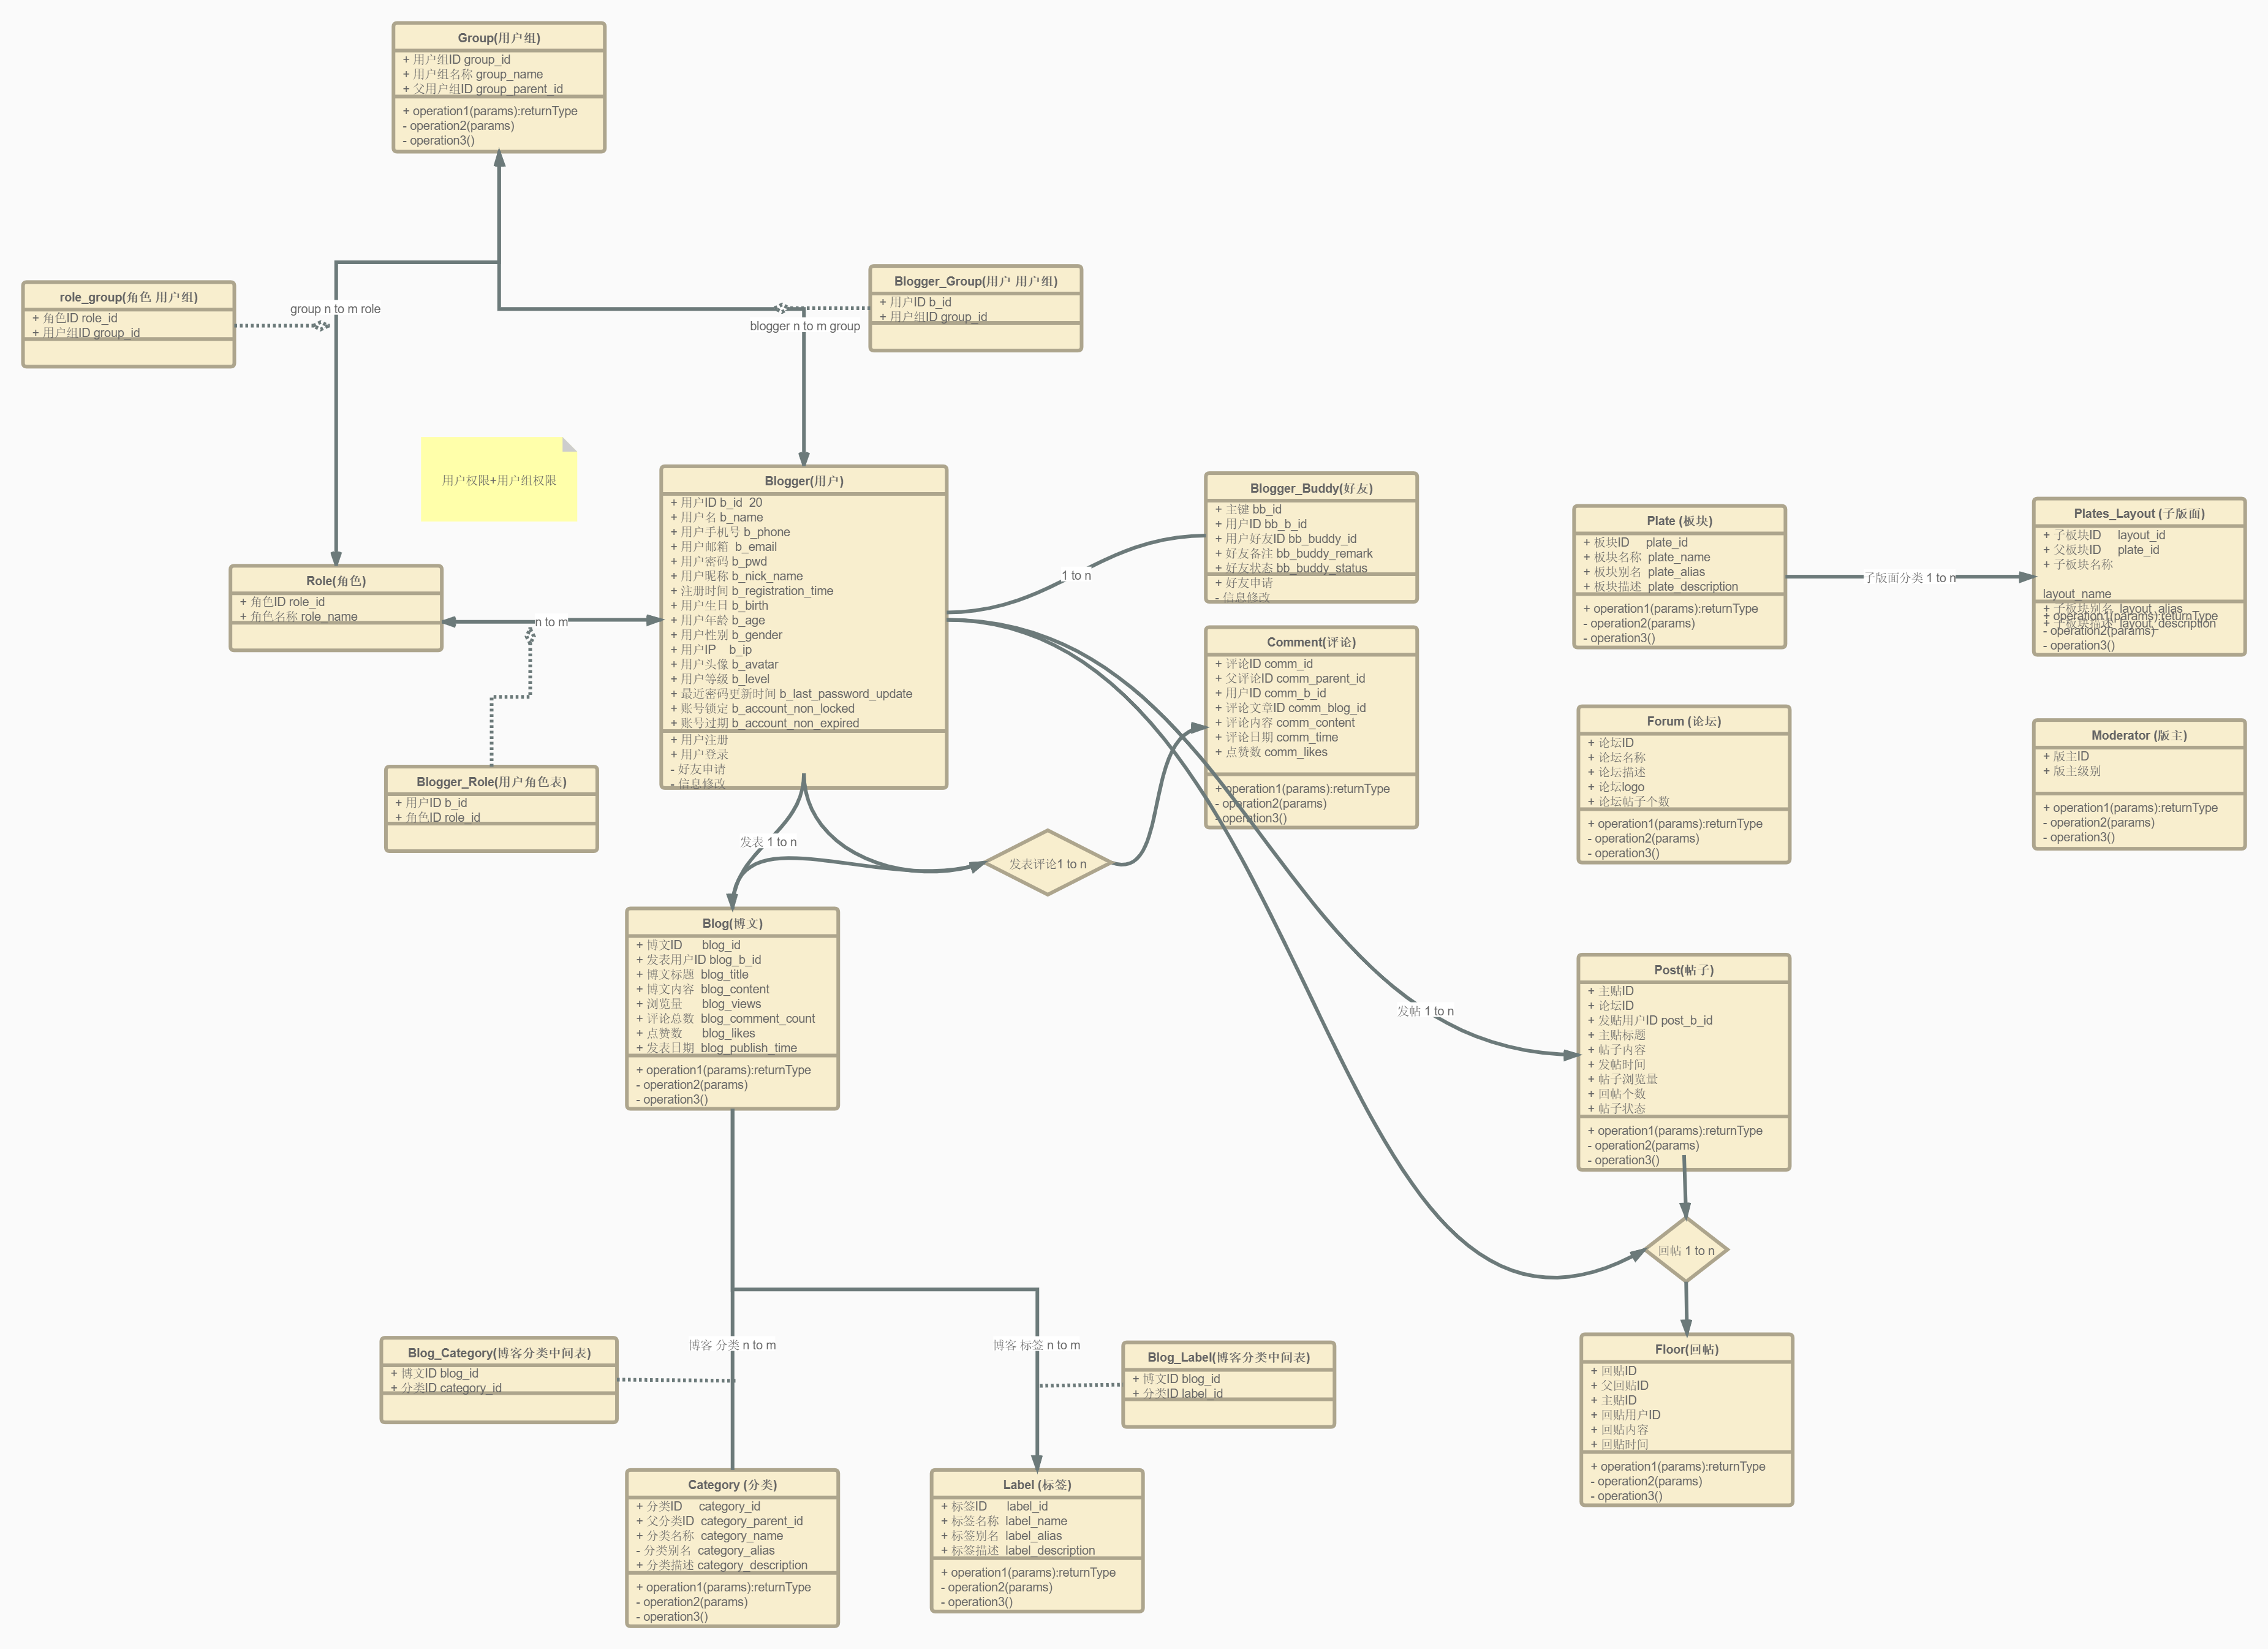 Group(用户组)
+ 用户组ID group_id
+ 用户组名称 group_name
+ 父用户组ID group_parent_id
+ operation1(params):returnType
- operation2(params)
- operation3()
role_group(角色 用户组)
+ 角色ID role_id
+ 用户组ID group_id
group n to m role
Blogger_Group(用户 用户组)
+ 用户ID b_id
+ 用户组ID group_id
blogger n to m group
用户权限+用户组权限
Role(角色)
+ 角色ID role_id
+ 角色名称 role_name
n to m
Blogger_Role(用户角色表)
+ 用户ID b_id
+ 角色ID role_id
Blogger(用户)
+ 用户ID b_id  20
+ 用户名 b_name
+ 用户手机号 b_phone
+ 用户邮箱  b_email
+ 用户密码 b_pwd
+ 用户昵称 b_nick_name
+ 注册时间 b_registration_time
+ 用户生日 b_birth
+ 用户年龄 b_age
+ 用户性别 b_gender
+ 用户IP    b_ip
+ 用户头像 b_avatar
+ 用户等级 b_level
+ 最近密码更新时间 b_last_password_update
+ 账号锁定 b_account_non_locked
+ 账号过期 b_account_non_expired
+ 用户注册
+ 用户登录
- 好友申请
- 信息修改
1 to n
Blogger_Buddy(好友)
+ 主键 bb_id
+ 用户ID bb_b_id
+ 用户好友ID bb_buddy_id
+ 好友备注 bb_buddy_remark
+ 好友状态 bb_buddy_status
+ 好友申请
- 信息修改
Comment(评论)
+ 评论ID comm_id
+ 父评论ID comm_parent_id
+ 用户ID comm_b_id
+ 评论文章ID comm_blog_id
+ 评论内容 comm_content
+ 评论日期 comm_time
+ 点赞数 comm_likes
+ operation1(params):returnType
- operation2(params)
- operation3()
发表 1 to n
发表评论1 to n
Plate (板块)
+ 板块ID     plate_id
+ 板块名称  plate_name
+ 板块别名  plate_alias
+ 板块描述  plate_description
+ operation1(params):returnType
- operation2(params)
- operation3()
子版面分类 1 to n
Plates_Layout (子版面)
+ 子板块ID     layout_id
+ 父板块ID     plate_id
+ 子板块名称
layout_name
+ 子板块别名  layout_alias
+ operation1(params):returnType
+ 子板块描述  layout_description
- operation2(params)
- operation3()
Forum (论坛)
+ 论坛ID
+ 论坛名称
+ 论坛描述
+ 论坛logo
+ 论坛帖子个数
+ operation1(params):returnType
- operation2(params)
- operation3()
Moderator (版主)
+ 版主ID
+ 版主级别
+ operation1(params):returnType
- operation2(params)
- operation3()
Blog(博文)
+ 博文ID      blog_id
+ 发表用户ID blog_b_id
+ 博文标题  blog_title
+ 博文内容  blog_content
+ 浏览量      blog_views
+ 评论总数  blog_comment_count
+ 点赞数      blog_likes
+ 发表日期  blog_publish_time
+ operation1(params):returnType
- operation2(params)
- operation3()
发帖 1 to n
Post(帖子)
+ 主贴ID
+ 论坛ID
+ 发贴用户ID post_b_id
+ 主贴标题
+ 帖子内容
+ 发帖时间
+ 帖子浏览量
+ 回帖个数
+ 帖子状态
+ operation1(params):returnType
- operation2(params)
- operation3()
回帖 1 to n
Floor(回帖)
+ 回贴ID
+ 父回贴ID
+ 主贴ID
+ 回贴用户ID
+ 回贴内容
+ 回贴时间
+ operation1(params):returnType
- operation2(params)
- operation3()
Blog_Category(博客分类中间表)
+ 博文ID blog_id
+ 分类ID category_id
博客 分类 n to m
博客 标签 n to m
Blog_Label(博客分类中间表)
+ 博文ID blog_id
+ 分类ID label_id
Category (分类)
+ 分类ID     category_id
+ 父分类ID  category_parent_id
+ 分类名称  category_name
- 分类别名  category_alias
+ 分类描述 category_description
+ operation1(params):returnType
- operation2(params)
- operation3()
Label (标签)
+ 标签ID      label_id
+ 标签名称  label_name
+ 标签别名  label_alias
+ 标签描述  label_description
+ operation1(params):returnType
- operation2(params)
- operation3()